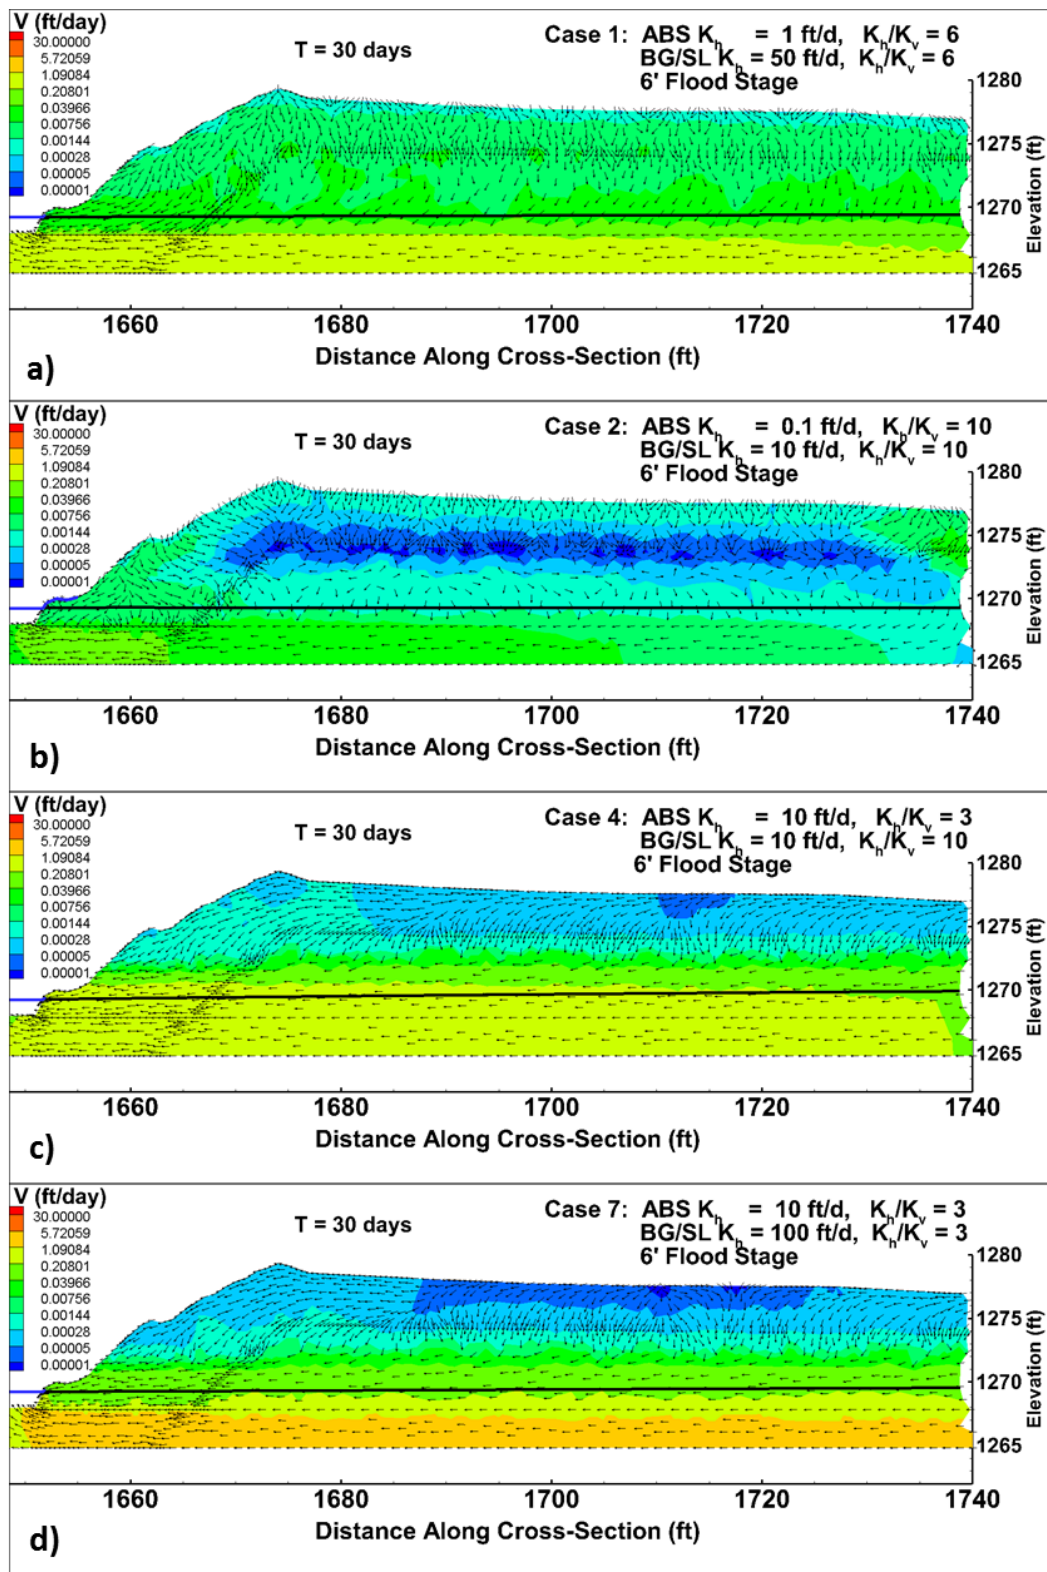 V (ft/day)
30.00000
5.72059
1.09084
0.20801
0.03966
0.00756
0.00144
0.00028
0.00005
0.00001
T = 30 days
Case 1: ABS Kh = 1 ft/d, Kh/Kv = 6
BG/SL Kh = 50 ft/d, Kh/Kv = 6
6' Flood Stage
1280
1275
1270
1265
Elevation (ft)
1660 1680 1700 1720 1740
Distance Along Cross-Section (ft)
a)
V (ft/day)
30.00000
5.72059
1.09084
0.20801
0.03966
0.00756
0.00144
0.00028
0.00005
0.00001
T = 30 days
Case 2: ABS Kh = 0.1 ft/d, Kh/Kv = 10
BG/SL Kh = 10 ft/d, Kh/Kv = 10
6' Flood Stage
1280
1275
1270
1265
Elevation (ft)
1660 1680 1700 1720 1740
Distance Along Cross-Section (ft)
b)
V (ft/day)
30.00000
5.72059
1.09084
0.20801
0.03966
0.00756
0.00144
0.00028
0.00005
0.00001
T = 30 days
Case 4: ABS Kh = 10 ft/d, Kh/Kv = 3
BG/SL Kh = 10 ft/d, Kh/Kv = 10
6' Flood Stage
1280
1275
1270
1265
Elevation (ft)
1660 1680 1700 1720 1740
Distance Along Cross-Section (ft)
c)
V (ft/day)
30.00000
5.72059
1.09084
0.20801
0.03966
0.00756
0.00144
0.00028
0.00005
0.00001
T = 30 days
Case 7: ABS Kh = 10 ft/d, Kh/Kv = 3
BG/SL Kh = 100 ft/d, Kh/Kv = 3
6' Flood Stage
1280
1275
1270
1265
Elevation (ft)
1660 1680 1700 1720 1740
Distance Along Cross-Section (ft)
d)